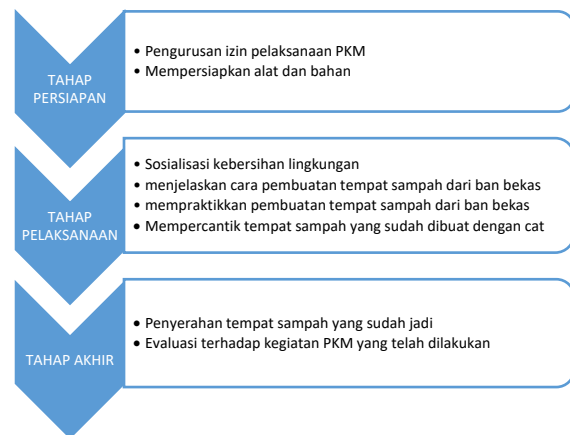 TAHAP
PERSIAPAN
• Pengurusan izin pelaksanaan PKM
• Mempersiapkan alat dan bahan
TAHAP
PELAKSANAAN
• Sosialisasi kebersihan lingkungan
• menjelaskan cara pembuatan tempat sampah dari ban bekas
• mempraktikkan pembuatan tempat sampah dari ban bekas
• Mempercantik tempat sampah yang sudah dibuat dengan cat
TAHAP AKHIR
• Penyerahan tempat sampah yang sudah jadi
• Evaluasi terhadap kegiatan PKM yang telah dilakukan